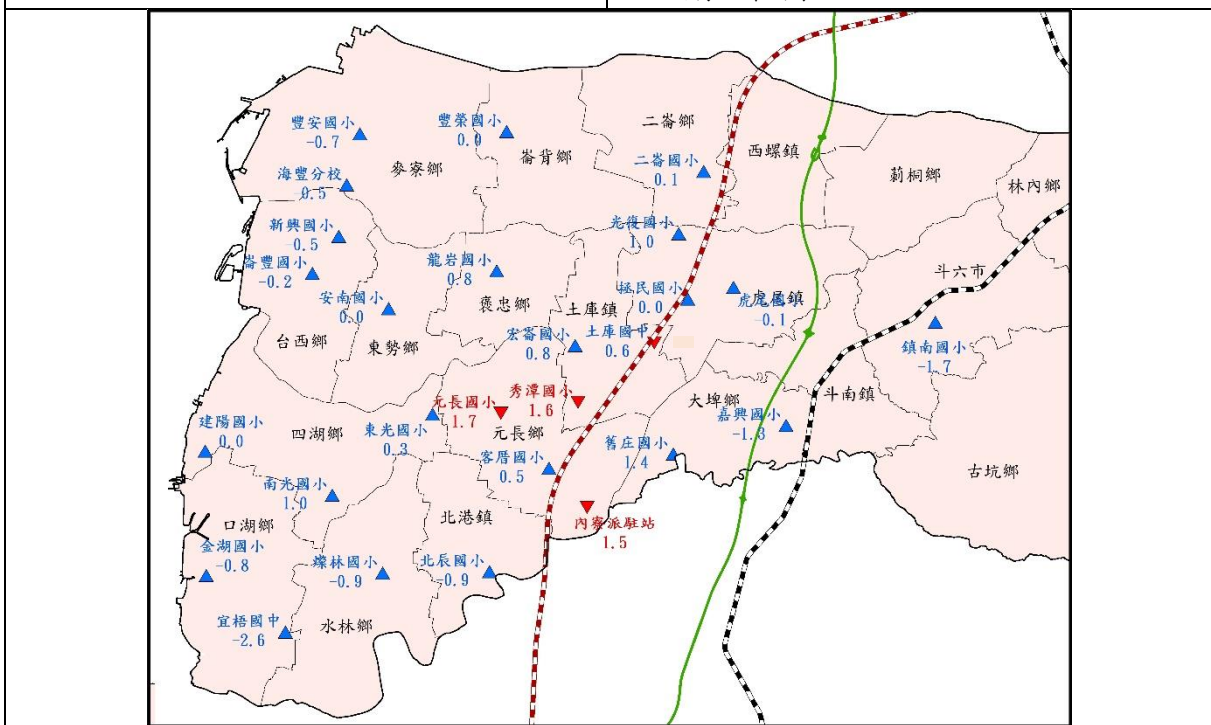 二崙鄉
豐安國小
-0.7
豐榮國小
0.0
崙背鄉
西螺鎮
麥寮鄉
二崙國小
0.1
莿桐鄉
海豐分校
0.5
林內鄉
新興國小
-0.5
光復國小
1.0
崙豐國小
-0.2
龍岩國小
0.8
斗六市
安南國小
0.0
褒忠鄉
土庫鎮
拯民國小
0.0
虎尾鎮
虎尾國小
-0.1
台西鄉
東勢鄉
宏崙國小
0.8
土庫國中
0.6
鎮南國小
-1.7
秀潭國小
1.6
元長國小
1.7
大埤鄉
斗南鎮
建陽國小
0.0
四湖鄉
東光國小
0.3
元長鄉
嘉興國小
-1.3
客厝國小
0.5
舊庄國小
1.4
古坑鄉
南光國小
1.0
口湖鄉
北港鎮
內寮派駐站
1.5
金湖國小
-0.8
燦林國小
-0.9
北辰國小
-0.9
宜梧國中
-2.6
水林鄉